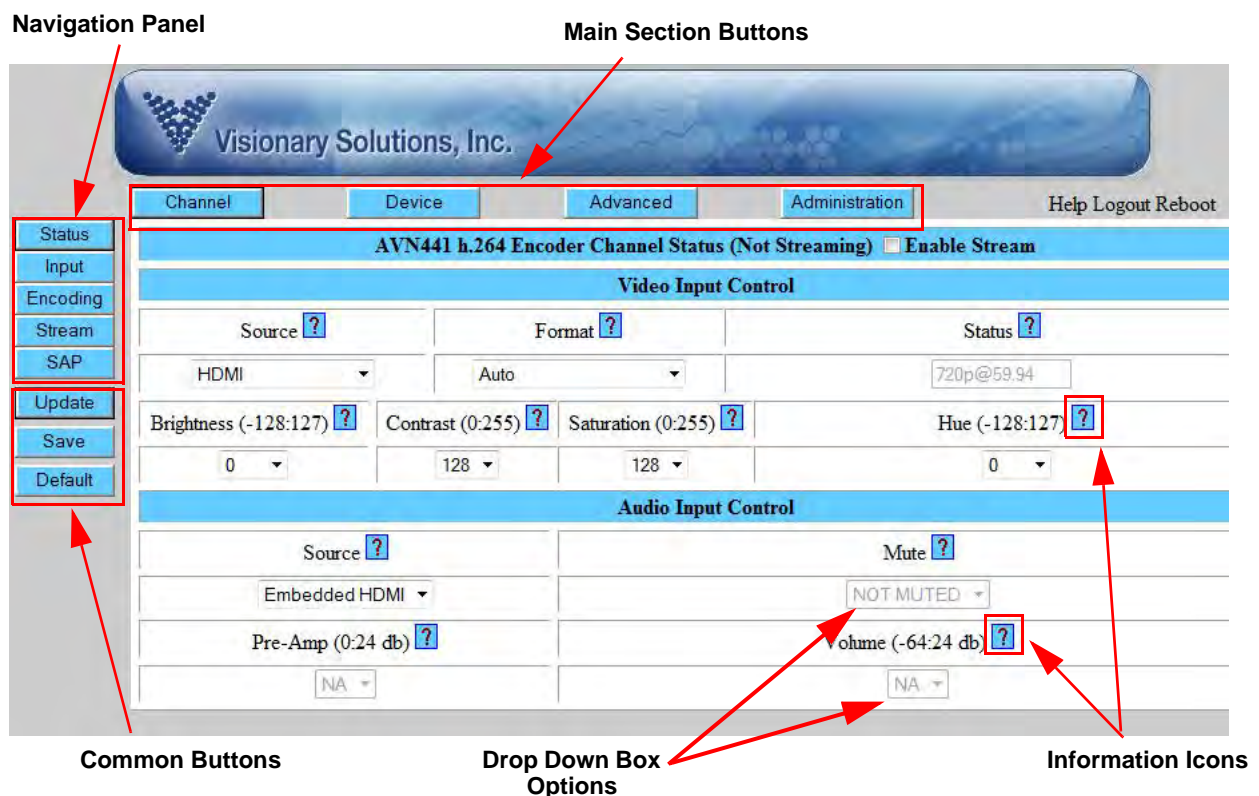 Navigation Panel
Main Section Buttons
Visionary Solutions, Inc.
Channel Device Advanced Administration Help Logout Reboot
Status
Input
Encoding
Stream
SAP
Update
Save
Default
AVN441 h.264 Encoder Channel Status (Not Streaming) Enable Stream
Video Input Control
Source ? Format ? Status ?
HDMI Auto 720p@59.94
Brightness (-128:127) ? Contrast (0:255) ? Saturation (0:255) ? Hue (-128:127) ?
0 128 128 0
Audio Input Control
Source ? Mute ?
Embedded HDMI NOT MUTED
Pre-Amp (0:24 db) ? Volume (-64:24 db) ?
NA NA
Common Buttons
Drop Down Box
Options
Information Icons